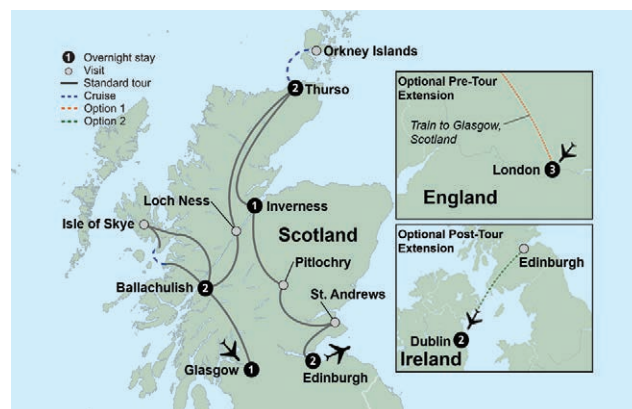 1 Overnight stay
Visit
Standard tour
Cruise
Option 1
Option 2
Orkney Islands
2
Thurso
Loch Ness
1 Inverness
Isle of Skye
Scotland
Pitlochry
Ballachulish 2
St. Andrews
Glasgow 1
2
Edinburgh
Optional Pre-Tour
Extension
Train to Glasgow,
Scotland
London 3
England
Optional Post-Tour
Extension
Edinburgh
Dublin 2
Ireland